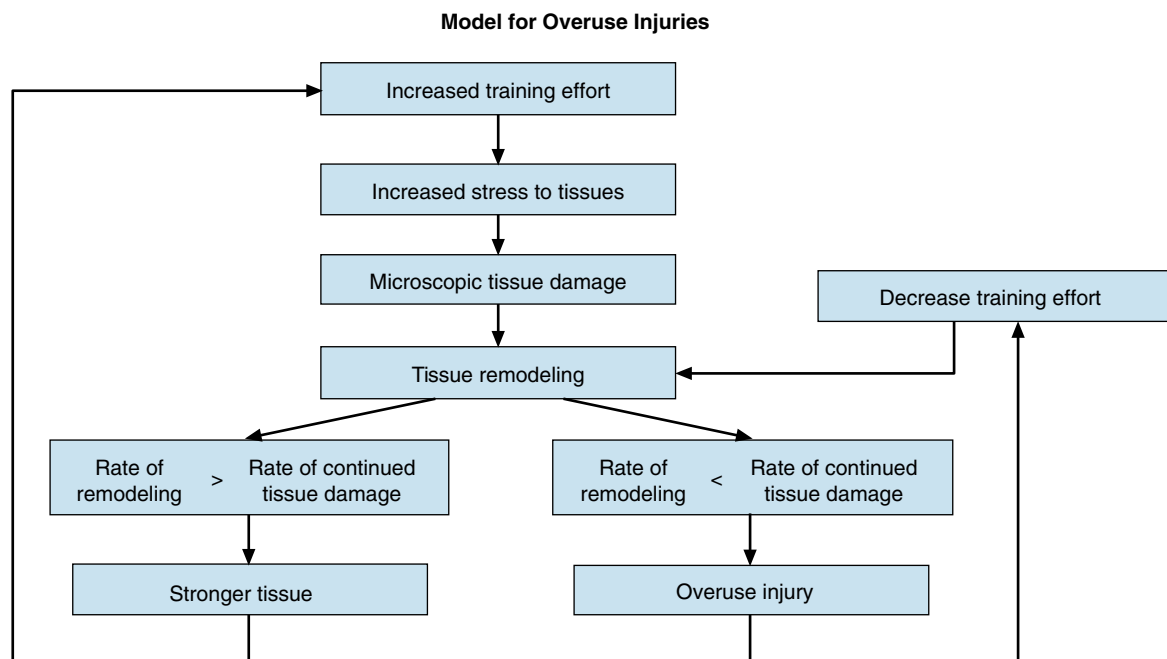 Model for Overuse Injuries
Increased training effort
Increased stress to tissues
Microscopic tissue damage
Decrease training effort
Tissue remodeling
Rate of
remodeling
>
Rate of continued
tissue damage
Rate of
remodeling
<
Rate of continued
tissue damage
Stronger tissue
Overuse injury